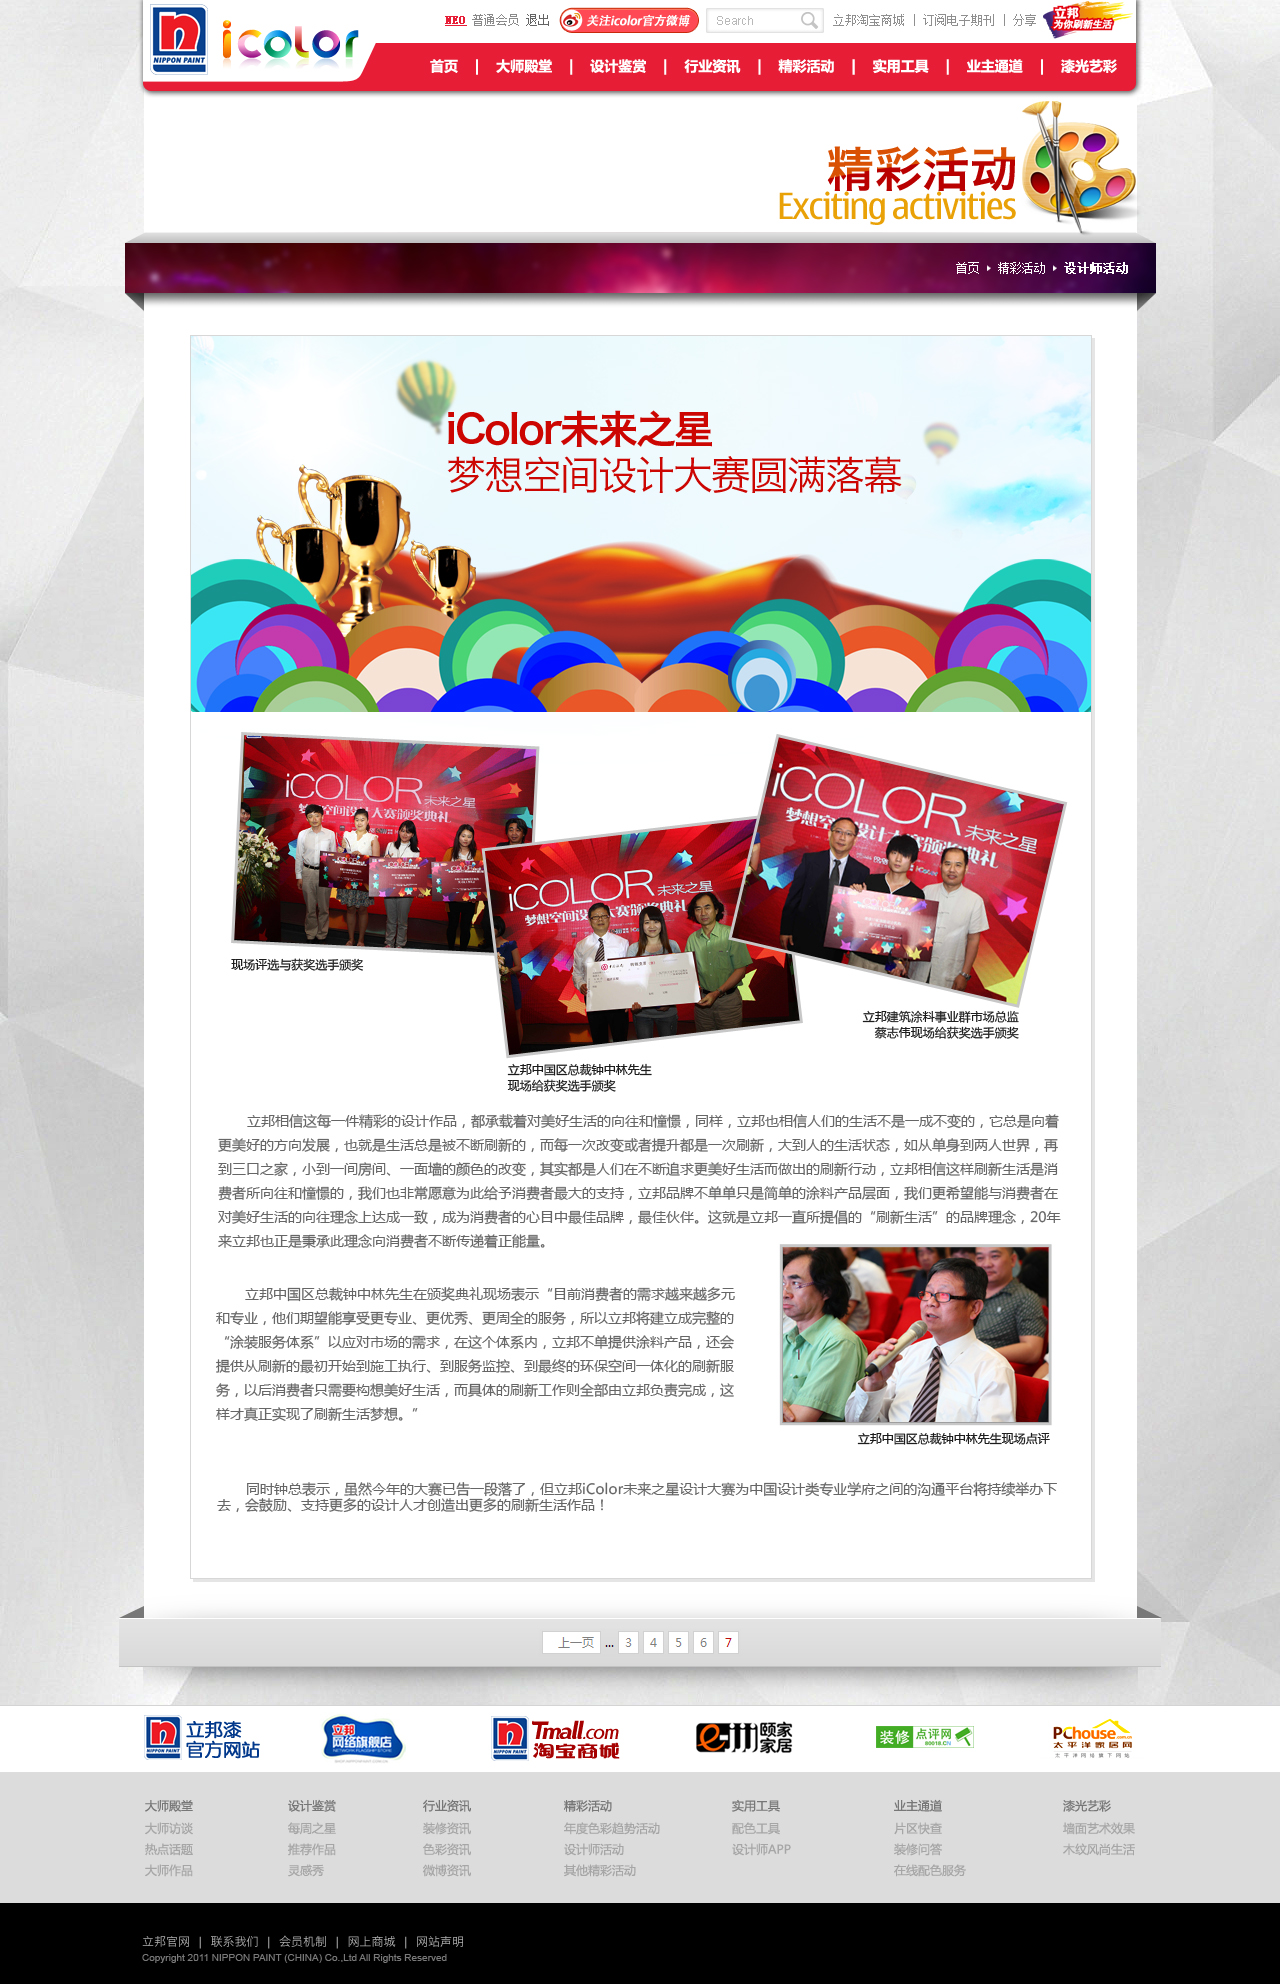 NIPPON PAINT
icolor
NEO 普通会员 退出
关注icolor官方微博
Search
立邦淘宝商城 | 订阅电子期刊 | 分享
立邦
为你刷新生活
首页 | 大师殿堂 | 设计鉴赏 | 行业资讯 | 精彩活动 | 实用工具 | 业主通道 | 漆光艺彩
精彩活动
Exciting activities
首页 精彩活动 设计师活动
iColor未来之星
梦想空间设计大赛圆满落幕
iCOLOR 未来之星
梦想空间设计大赛颁奖典礼
iCOLOR 未来之星
梦想空间设计大赛颁奖典礼
iCOLOR 未来之星
梦想空间设计大赛颁奖典礼
现场评选与获奖选手颁奖
立邦建筑涂料事业群市场总监
蔡志伟现场给获奖选手颁奖
立邦中国区总裁钟中林先生
现场给获奖选手颁奖
立邦相信这每一件精彩的设计作品，都承载着对美好生活的向往和憧憬，同样，立邦也相信人们的生活不是一成不变的，它总是向着
更美好的方向发展，也就是生活总是被不断刷新的，而每一次改变或者提升都是一次刷新，大到人的生活状态，如从单身到两人世界，再
到三口之家，小到一间房间、一面墙的颜色的改变，其实都是人们在不断追求更美好生活而做出的刷新行动，立邦相信这样刷新生活是消
费者所向往和憧憬的，我们也非常愿意为此给予消费者最大的支持，立邦品牌不单单只是简单的涂料产品层面，我们更希望能与消费者在
对美好生活的向往理念上达成一致，成为消费者的心目中最佳品牌，最佳伙伴。这就是立邦一直所提倡的“刷新生活”的品牌理念，20年
来立邦也正是秉承此理念向消费者不断传递着正能量。
立邦中国区总裁钟中林先生在颁奖典礼现场表示“目前消费者的需求越来越多元
和专业，他们期望能享受更专业、更优秀、更周全的服务，所以立邦将建立成完整的
“涂装服务体系”以应对市场的需求，在这个体系内，立邦不单提供涂料产品，还会
提供从刷新的最初开始到施工执行、到服务监控、到最终的环保空间一体化的刷新服
务，以后消费者只需要构想美好生活，而具体的刷新工作则全部由立邦负责完成，这
样才真正实现了刷新生活梦想。”
立邦中国区总裁钟中林先生现场点评
同时钟总表示，虽然今年的大赛已告一段落了，但立邦iColor未来之星设计大赛为中国设计类专业学府之间的沟通平台将持续举办下
去，会鼓励、支持更多的设计人才创造出更多的刷新生活作品！
上一页 ... 3 4 5 6 7
NIPPON PAINT 立邦漆
官方网站
立邦
网络旗舰店
NIPPON PAINT Tmall.com
淘宝商城
e-m 颐家
家居
装修 点评网
PChouse
太平洋家居网
太平洋网络旗下网站
大师殿堂 设计鉴赏 行业资讯 精彩活动 实用工具 业主通道 漆光艺彩
大师访谈 每周之星 装修资讯 年度色彩趋势活动 配色工具 片区快查 墙面艺术效果
热点话题 推荐作品 色彩资讯 设计师活动 设计师APP 装修问答 木纹风尚生活
大师作品 灵感秀 微博资讯 其他精彩活动 在线配色服务
立邦官网 | 联系我们 | 会员机制 | 网上商城 | 网站声明
Copyright 2011 NIPPON PAINT (CHINA) Co.,Ltd All Rights Reserved